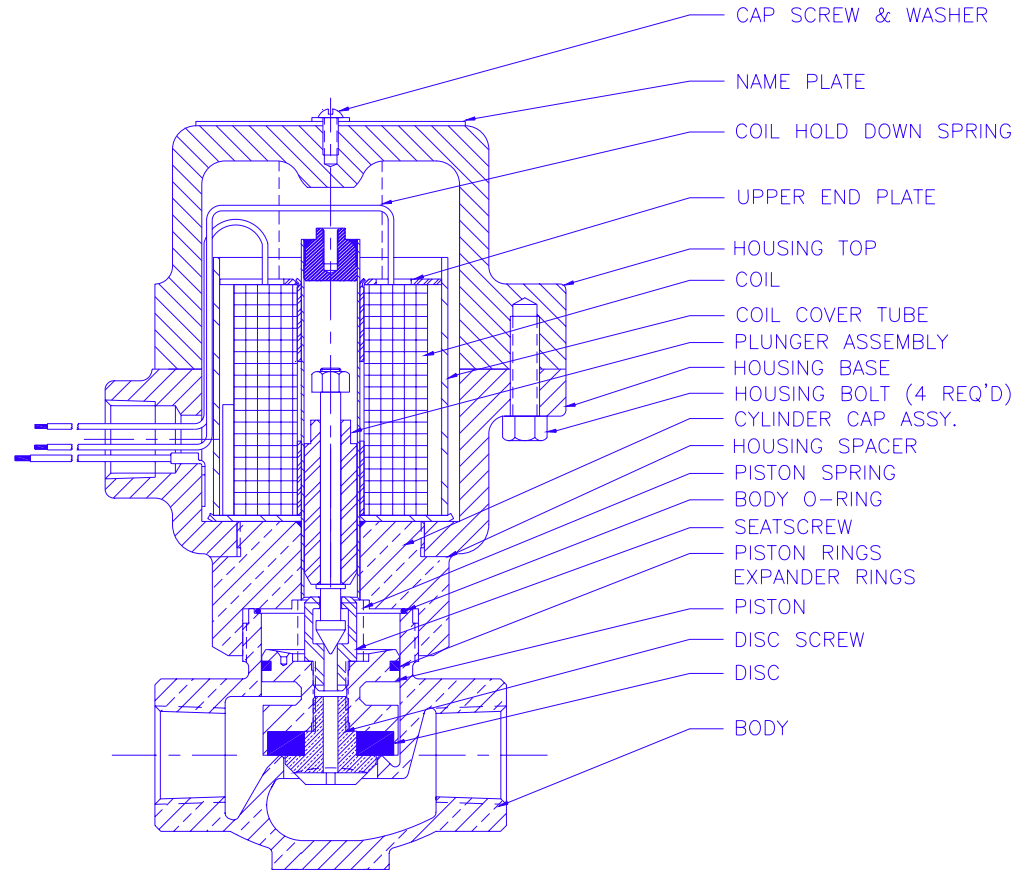 CAP SCREW & WASHER
NAME PLATE
COIL HOLD DOWN SPRING
UPPER END PLATE
HOUSING TOP
COIL
COIL COVER TUBE
PLUNGER ASSEMBLY
HOUSING BASE
HOUSING BOLT (4 REQ'D)
CYLINDER CAP ASSY.
HOUSING SPACER
PISTON SPRING
BODY O-RING
SEATSCREW
PISTON RINGS
EXPANDER RINGS
PISTON
DISC SCREW
DISC
BODY